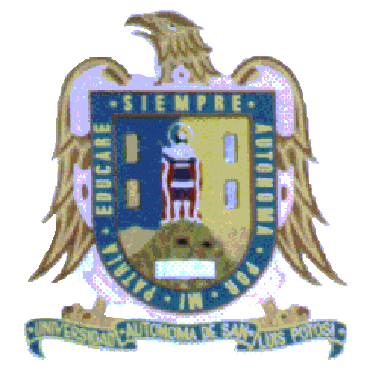 SIEMPRE · AUTONOMA · POR · MI · PATRIA · EDUCARE
UNIVERSIDAD AUTONOMA DE SAN LUIS POTOSI